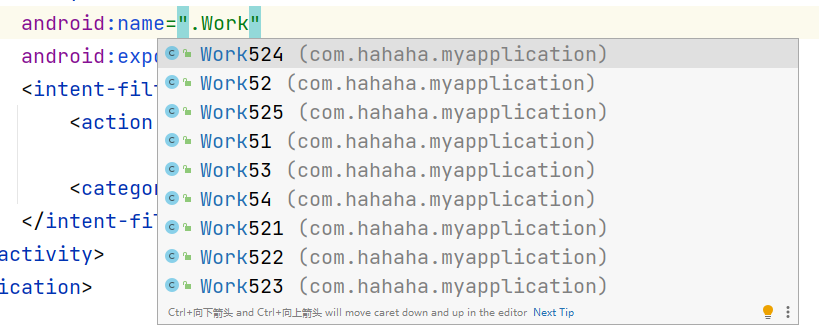 android:name=".Work"
android:expo
<intent-filt
<action
<categor
</intent-fil
activity>
ication>
Work524 (com.hahaha.myapplication)
Work52 (com.hahaha.myapplication)
Work525 (com.hahaha.myapplication)
Work51 (com.hahaha.myapplication)
Work53 (com.hahaha.myapplication)
Work54 (com.hahaha.myapplication)
Work521 (com.hahaha.myapplication)
Work522 (com.hahaha.myapplication)
Work523 (com.hahaha.myapplication)
Ctrl+向下箭头 and Ctrl+向上箭头 will move caret down and up in the editor Next Tip